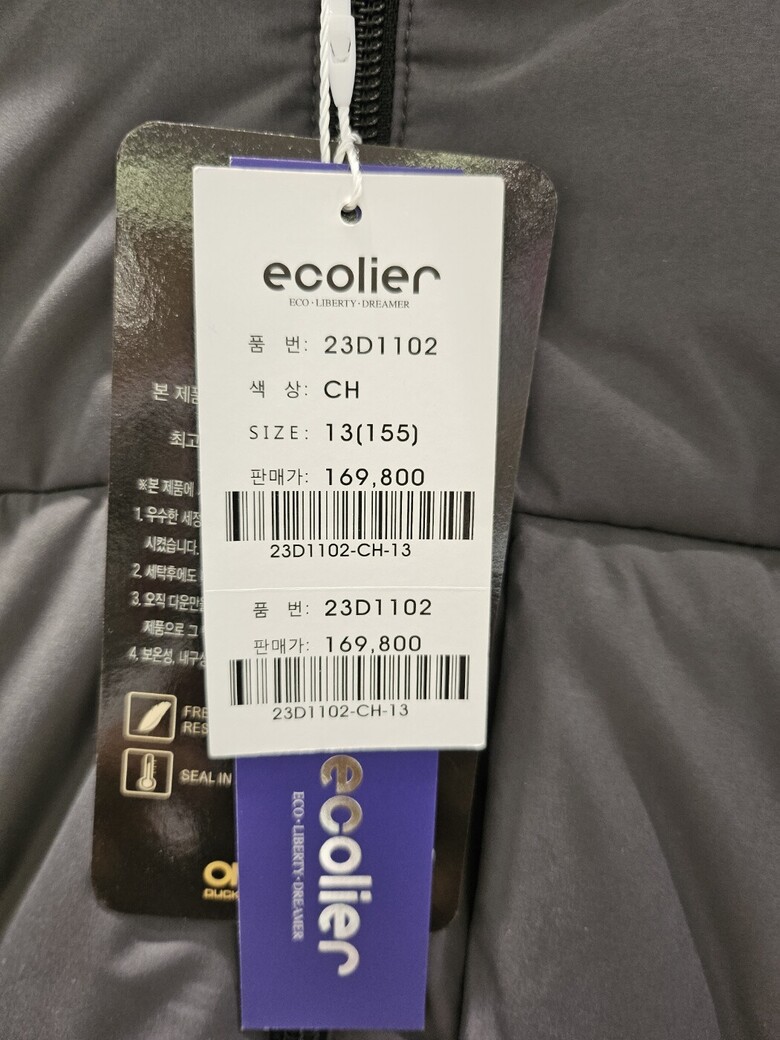 ecolier
ECO·LIBERTY·DREAMER
품 번: 23D1102
색 상: CH
SIZE: 13(155)
판매가: 169,800
23D1102-CH-13
품 번: 23D1102
판매가: 169,800
23D1102-CH-13
본 제품
최고
※본 제품에
1. 우수한 세정
시켰습니다.
2. 세탁후에도
3. 오직 다운만을
제품으로 그
4. 보온성, 내구성
FRE
RES
SEAL IN
DUCK
ecolier
ECO·LIBERTY·DREAMER